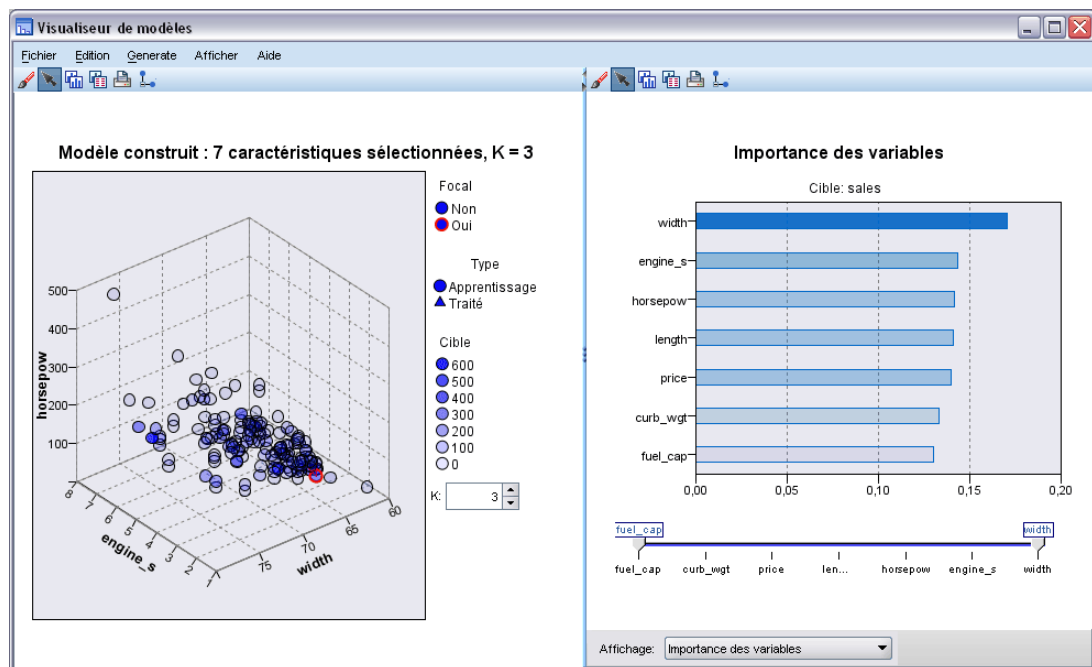 Visualiseur de modèles
Fichier Edition Generate Afficher Aide
Modèle construit : 7 caractéristiques sélectionnées, K = 3
horsepow
500
400
300
200
100
8
7
6
5
4
3
2
1
engine_s
75
70
65
60
width
Focal
Non
Oui
Type
Apprentissage
Traité
Cible
600
500
400
300
200
100
0
K: 3
Importance des variables
Cible: sales
width
engine_s
horsepow
length
price
curb_wgt
fuel_cap
0,00 0,05 0,10 0,15 0,20
fuel_cap width
fuel_cap curb_wgt price len... horsepow engine_s width
Affichage: Importance des variables